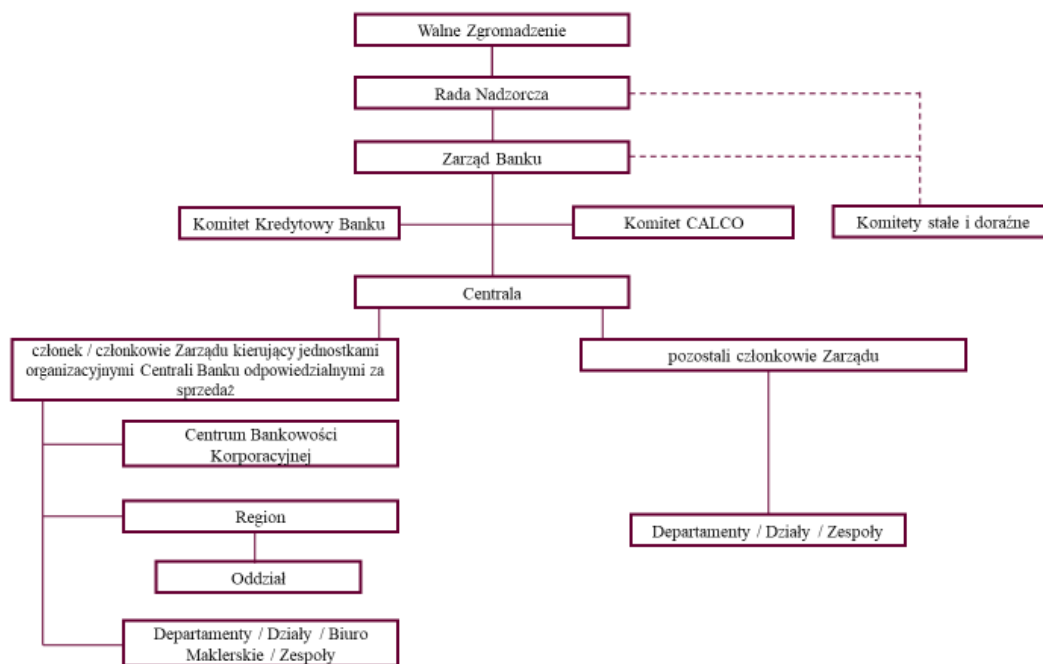 Walne Zgromadzenie
Rada Nadzorcza
Zarząd Banku
Komitet Kredytowy Banku
Komitet CALCO
Komitety stałe i doraźne
Centrala
członek / członkowie Zarządu kierujący jednostkami
organizacyjnymi Centrali Banku odpowiedzialnymi za
sprzedaż
pozostali członkowie Zarządu
Centrum Bankowości
Korporacyjnej
Region
Departamenty / Działy / Zespoły
Oddział
Departamenty / Działy / Biuro
Maklerskie / Zespoły